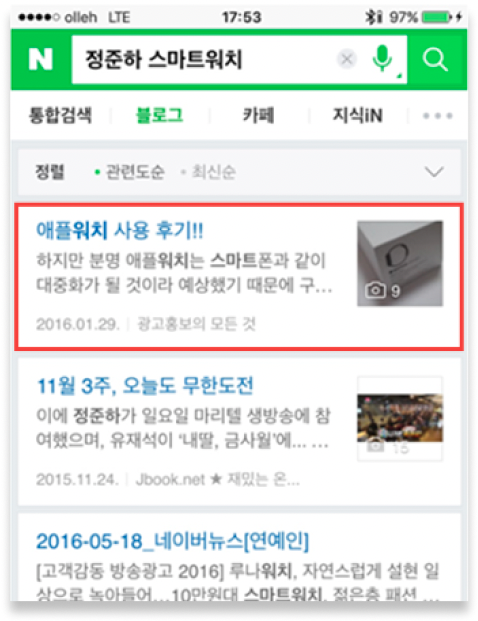 olleh LTE 17:53 97%
N 정준하 스마트워치
통합검색 블로그 카페 지식iN
정렬 관련도순 최신순
애플워치 사용 후기!!
하지만 분명 애플워치는 스마트폰과 같이
대중화가 될 것이라 예상했기 때문에 구...
9
2016.01.29. 광고홍보의 모든 것
11월 3주, 오늘도 무한도전
이에 정준하가 일요일 마리텔 생방송에 참
여했으며, 유재석이 '내딸, 금사월'에... ...
15
2015.11.24. Jbook.net ★ 재밌는 온...
2016-05-18_네이버뉴스[연예인]
[고객감동 방송광고 2016] 루나워치, 자연스럽게 설현 일
상으로 녹아들어...10만원대 스마트워치, 젊은층 패션 ...